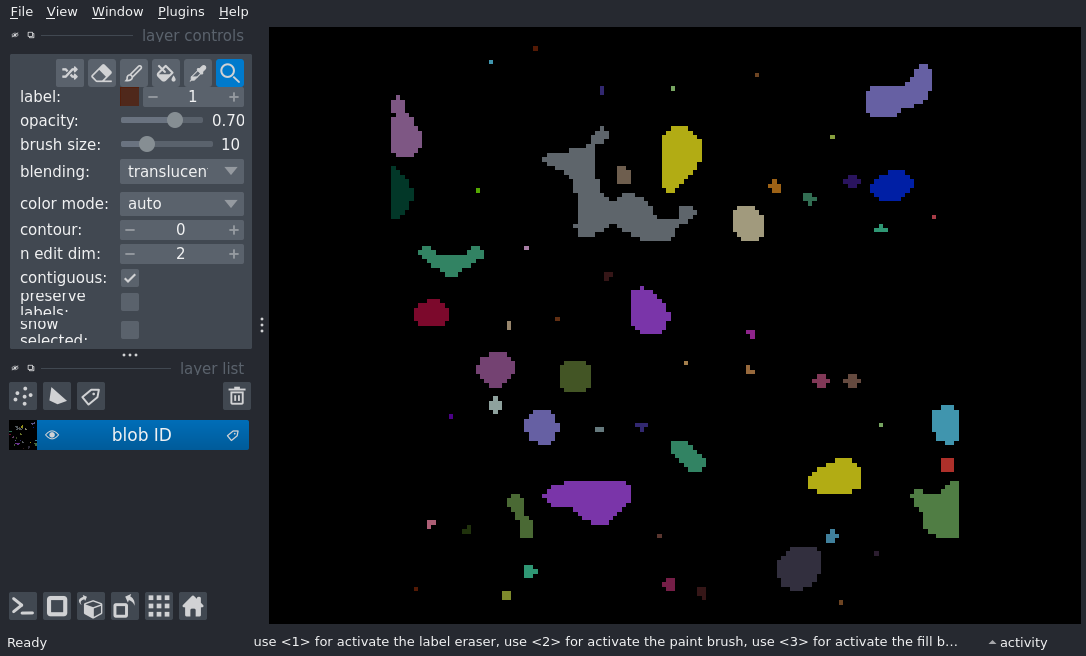 File View Window Plugins Help
layer controls
label: 1
opacity: 0.70
brush size: 10
blending: translucen
color mode: auto
contour: 0
n edit dim: 2
contiguous:
preserve
labels:
show
selected:
layer list
blob ID
Ready use <1> for activate the label eraser, use <2> for activate the paint brush, use <3> for activate the fill b... activity